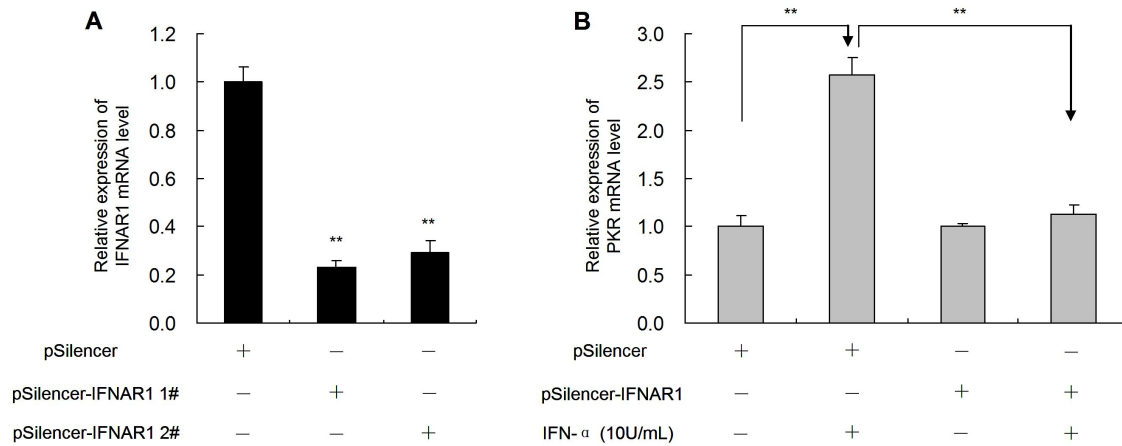 A
Relative expression of
IFNAR1 mRNA level
1.2
1.0
0.8
0.6
0.4
0.2
0.0
**
**
pSilencer + – –
pSilencer-IFNAR1 1# – + –
pSilencer-IFNAR1 2# – – +
B
Relative expression of
PKR mRNA level
3.0
2.5
2.0
1.5
1.0
0.5
0.0
** **
pSilencer + + – –
pSilencer-IFNAR1 – – + +
IFN-α (10U/mL) – + – +